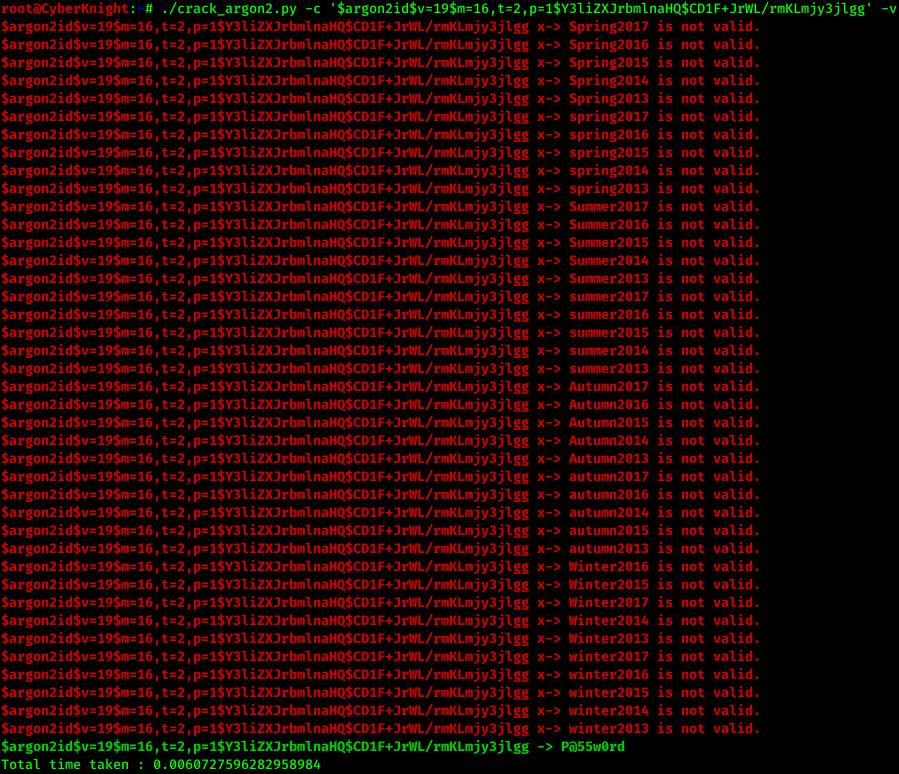 root@CyberKnight:~# ./crack_argon2.py -c '$argon2id$v=19$m=16,t=2,p=1$Y3liZXJrbmlnaHQ$CD1F+JrWL/rmKLmjy3jlgg' -v
$argon2id$v=19$m=16,t=2,p=1$Y3liZXJrbmlnaHQ$CD1F+JrWL/rmKLmjy3jlgg x-> Spring2017 is not valid.
$argon2id$v=19$m=16,t=2,p=1$Y3liZXJrbmlnaHQ$CD1F+JrWL/rmKLmjy3jlgg x-> Spring2016 is not valid.
$argon2id$v=19$m=16,t=2,p=1$Y3liZXJrbmlnaHQ$CD1F+JrWL/rmKLmjy3jlgg x-> Spring2015 is not valid.
$argon2id$v=19$m=16,t=2,p=1$Y3liZXJrbmlnaHQ$CD1F+JrWL/rmKLmjy3jlgg x-> Spring2014 is not valid.
$argon2id$v=19$m=16,t=2,p=1$Y3liZXJrbmlnaHQ$CD1F+JrWL/rmKLmjy3jlgg x-> Spring2013 is not valid.
$argon2id$v=19$m=16,t=2,p=1$Y3liZXJrbmlnaHQ$CD1F+JrWL/rmKLmjy3jlgg x-> spring2017 is not valid.
$argon2id$v=19$m=16,t=2,p=1$Y3liZXJrbmlnaHQ$CD1F+JrWL/rmKLmjy3jlgg x-> spring2016 is not valid.
$argon2id$v=19$m=16,t=2,p=1$Y3liZXJrbmlnaHQ$CD1F+JrWL/rmKLmjy3jlgg x-> spring2015 is not valid.
$argon2id$v=19$m=16,t=2,p=1$Y3liZXJrbmlnaHQ$CD1F+JrWL/rmKLmjy3jlgg x-> spring2014 is not valid.
$argon2id$v=19$m=16,t=2,p=1$Y3liZXJrbmlnaHQ$CD1F+JrWL/rmKLmjy3jlgg x-> spring2013 is not valid.
$argon2id$v=19$m=16,t=2,p=1$Y3liZXJrbmlnaHQ$CD1F+JrWL/rmKLmjy3jlgg x-> Summer2017 is not valid.
$argon2id$v=19$m=16,t=2,p=1$Y3liZXJrbmlnaHQ$CD1F+JrWL/rmKLmjy3jlgg x-> Summer2016 is not valid.
$argon2id$v=19$m=16,t=2,p=1$Y3liZXJrbmlnaHQ$CD1F+JrWL/rmKLmjy3jlgg x-> Summer2015 is not valid.
$argon2id$v=19$m=16,t=2,p=1$Y3liZXJrbmlnaHQ$CD1F+JrWL/rmKLmjy3jlgg x-> Summer2014 is not valid.
$argon2id$v=19$m=16,t=2,p=1$Y3liZXJrbmlnaHQ$CD1F+JrWL/rmKLmjy3jlgg x-> Summer2013 is not valid.
$argon2id$v=19$m=16,t=2,p=1$Y3liZXJrbmlnaHQ$CD1F+JrWL/rmKLmjy3jlgg x-> summer2017 is not valid.
$argon2id$v=19$m=16,t=2,p=1$Y3liZXJrbmlnaHQ$CD1F+JrWL/rmKLmjy3jlgg x-> summer2016 is not valid.
$argon2id$v=19$m=16,t=2,p=1$Y3liZXJrbmlnaHQ$CD1F+JrWL/rmKLmjy3jlgg x-> summer2015 is not valid.
$argon2id$v=19$m=16,t=2,p=1$Y3liZXJrbmlnaHQ$CD1F+JrWL/rmKLmjy3jlgg x-> summer2014 is not valid.
$argon2id$v=19$m=16,t=2,p=1$Y3liZXJrbmlnaHQ$CD1F+JrWL/rmKLmjy3jlgg x-> summer2013 is not valid.
$argon2id$v=19$m=16,t=2,p=1$Y3liZXJrbmlnaHQ$CD1F+JrWL/rmKLmjy3jlgg x-> Autumn2017 is not valid.
$argon2id$v=19$m=16,t=2,p=1$Y3liZXJrbmlnaHQ$CD1F+JrWL/rmKLmjy3jlgg x-> Autumn2016 is not valid.
$argon2id$v=19$m=16,t=2,p=1$Y3liZXJrbmlnaHQ$CD1F+JrWL/rmKLmjy3jlgg x-> Autumn2015 is not valid.
$argon2id$v=19$m=16,t=2,p=1$Y3liZXJrbmlnaHQ$CD1F+JrWL/rmKLmjy3jlgg x-> Autumn2014 is not valid.
$argon2id$v=19$m=16,t=2,p=1$Y3liZXJrbmlnaHQ$CD1F+JrWL/rmKLmjy3jlgg x-> Autumn2013 is not valid.
$argon2id$v=19$m=16,t=2,p=1$Y3liZXJrbmlnaHQ$CD1F+JrWL/rmKLmjy3jlgg x-> autumn2017 is not valid.
$argon2id$v=19$m=16,t=2,p=1$Y3liZXJrbmlnaHQ$CD1F+JrWL/rmKLmjy3jlgg x-> autumn2016 is not valid.
$argon2id$v=19$m=16,t=2,p=1$Y3liZXJrbmlnaHQ$CD1F+JrWL/rmKLmjy3jlgg x-> autumn2014 is not valid.
$argon2id$v=19$m=16,t=2,p=1$Y3liZXJrbmlnaHQ$CD1F+JrWL/rmKLmjy3jlgg x-> autumn2015 is not valid.
$argon2id$v=19$m=16,t=2,p=1$Y3liZXJrbmlnaHQ$CD1F+JrWL/rmKLmjy3jlgg x-> autumn2013 is not valid.
$argon2id$v=19$m=16,t=2,p=1$Y3liZXJrbmlnaHQ$CD1F+JrWL/rmKLmjy3jlgg x-> Winter2016 is not valid.
$argon2id$v=19$m=16,t=2,p=1$Y3liZXJrbmlnaHQ$CD1F+JrWL/rmKLmjy3jlgg x-> Winter2015 is not valid.
$argon2id$v=19$m=16,t=2,p=1$Y3liZXJrbmlnaHQ$CD1F+JrWL/rmKLmjy3jlgg x-> Winter2017 is not valid.
$argon2id$v=19$m=16,t=2,p=1$Y3liZXJrbmlnaHQ$CD1F+JrWL/rmKLmjy3jlgg x-> Winter2014 is not valid.
$argon2id$v=19$m=16,t=2,p=1$Y3liZXJrbmlnaHQ$CD1F+JrWL/rmKLmjy3jlgg x-> Winter2013 is not valid.
$argon2id$v=19$m=16,t=2,p=1$Y3liZXJrbmlnaHQ$CD1F+JrWL/rmKLmjy3jlgg x-> winter2017 is not valid.
$argon2id$v=19$m=16,t=2,p=1$Y3liZXJrbmlnaHQ$CD1F+JrWL/rmKLmjy3jlgg x-> winter2016 is not valid.
$argon2id$v=19$m=16,t=2,p=1$Y3liZXJrbmlnaHQ$CD1F+JrWL/rmKLmjy3jlgg x-> winter2015 is not valid.
$argon2id$v=19$m=16,t=2,p=1$Y3liZXJrbmlnaHQ$CD1F+JrWL/rmKLmjy3jlgg x-> winter2014 is not valid.
$argon2id$v=19$m=16,t=2,p=1$Y3liZXJrbmlnaHQ$CD1F+JrWL/rmKLmjy3jlgg x-> winter2013 is not valid.
$argon2id$v=19$m=16,t=2,p=1$Y3liZXJrbmlnaHQ$CD1F+JrWL/rmKLmjy3jlgg -> P@55w0rd
Total time taken : 0.0060727596282958984